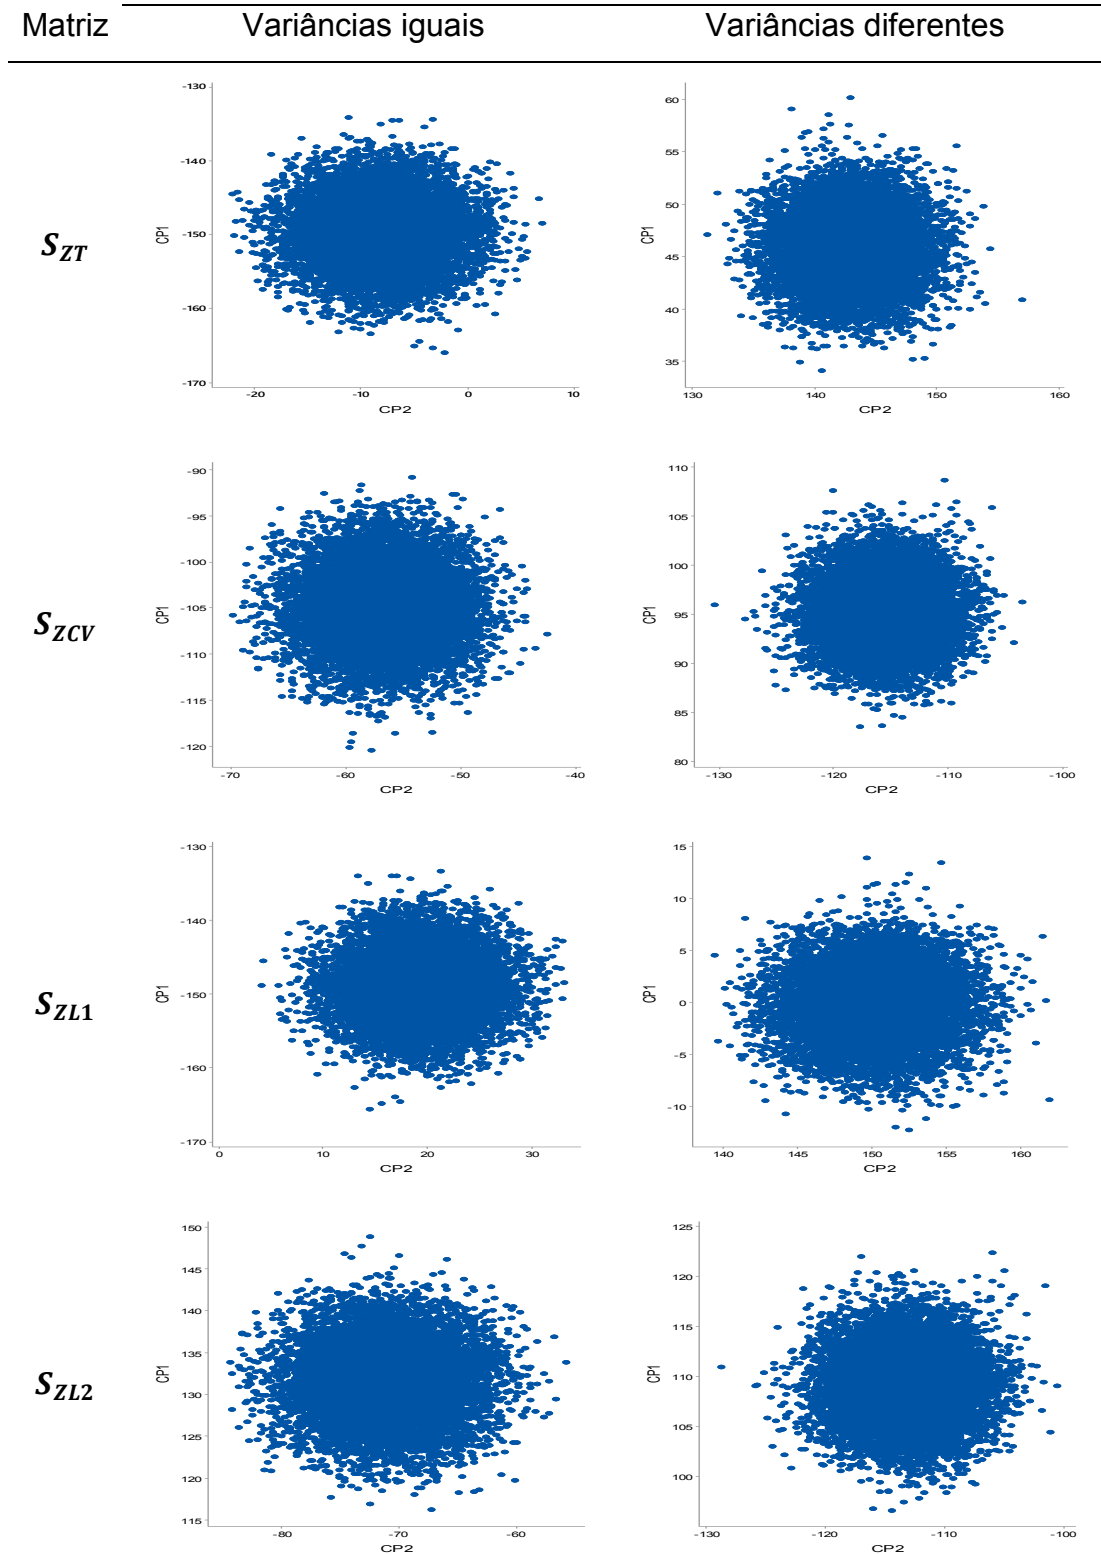 Matriz Variâncias iguais Variâncias diferentes
S_ZT
-130
-140
-150
-160
-170
CP1
-20 -10 0 10
CP2
60
55
50
45
40
35
CP1
130 140 150 160
CP2
S_ZCV
-90
-95
-100
-105
-110
-115
-120
CP1
-70 -60 -50 -40
CP2
110
105
100
95
90
85
80
CP1
-130 -120 -110 -100
CP2
S_ZL1
-130
-140
-150
-160
-170
CP1
0 10 20 30
CP2
15
10
5
0
-5
-10
CP1
140 145 150 155 160
CP2
S_ZL2
150
145
140
135
130
125
120
115
CP1
-80 -70 -60
CP2
125
120
115
110
105
100
CP1
-130 -120 -110 -100
CP2